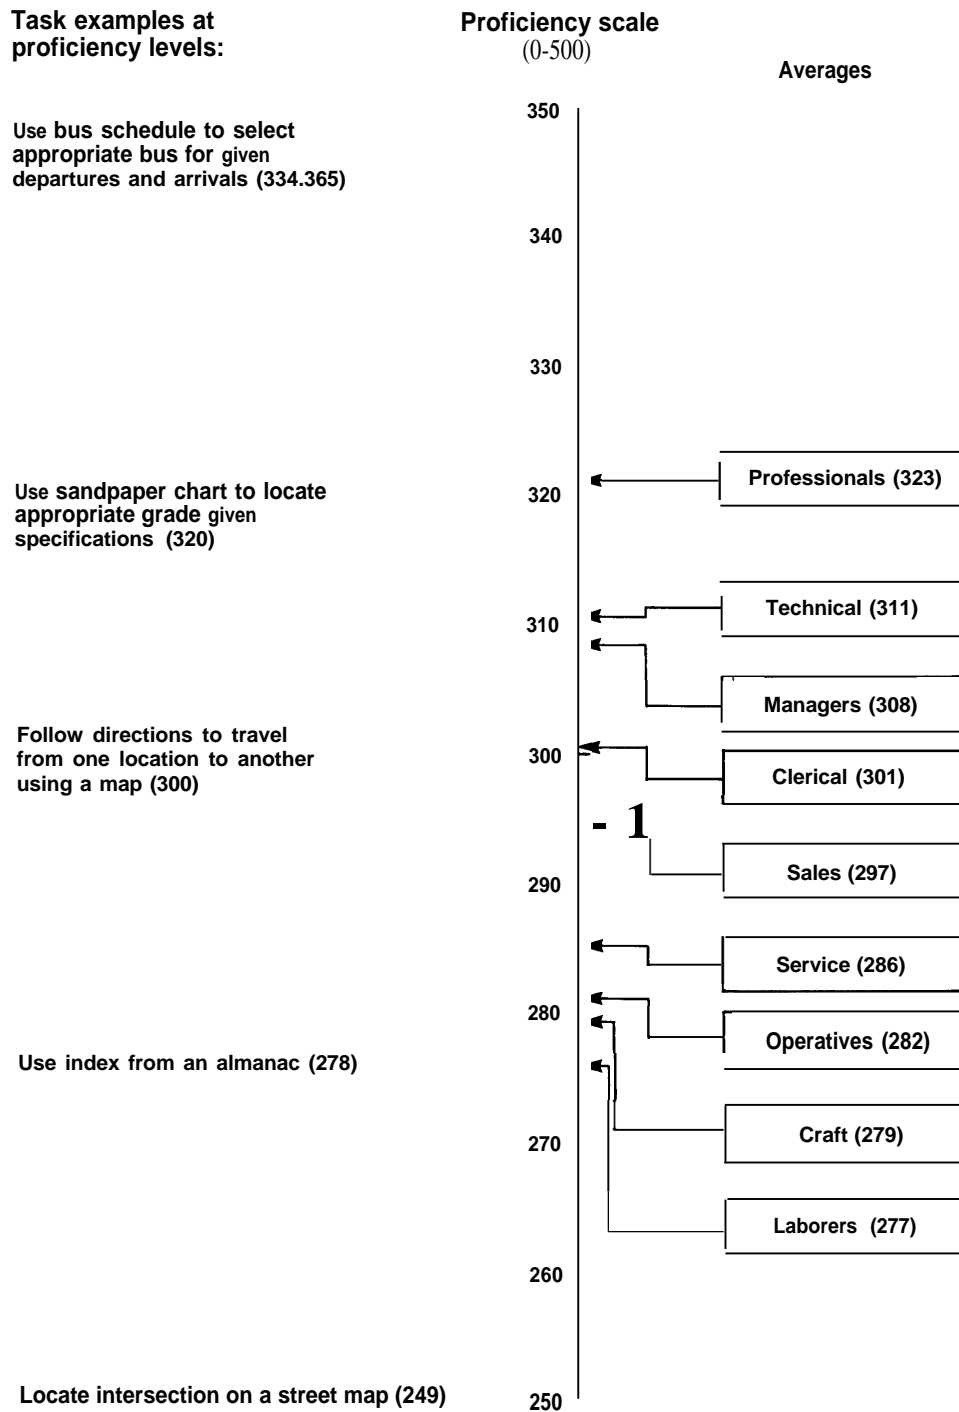 Task examples at
proficiency levels:
Proficiency scale
(0-500)
Averages
Use bus schedule to select
appropriate bus for given
departures and arrivals (334.365)
Use sandpaper chart to locate
appropriate grade given
specifications (320)
Follow directions to travel
from one location to another
using a map (300)
Use index from an almanac (278)
Locate intersection on a street map (249)
350
340
330
320
310
300
290
280
270
260
250
- 1
Professionals (323)
Technical (311)
Managers (308)
Clerical (301)
Sales (297)
Service (286)
Operatives (282)
Craft (279)
Laborers (277)